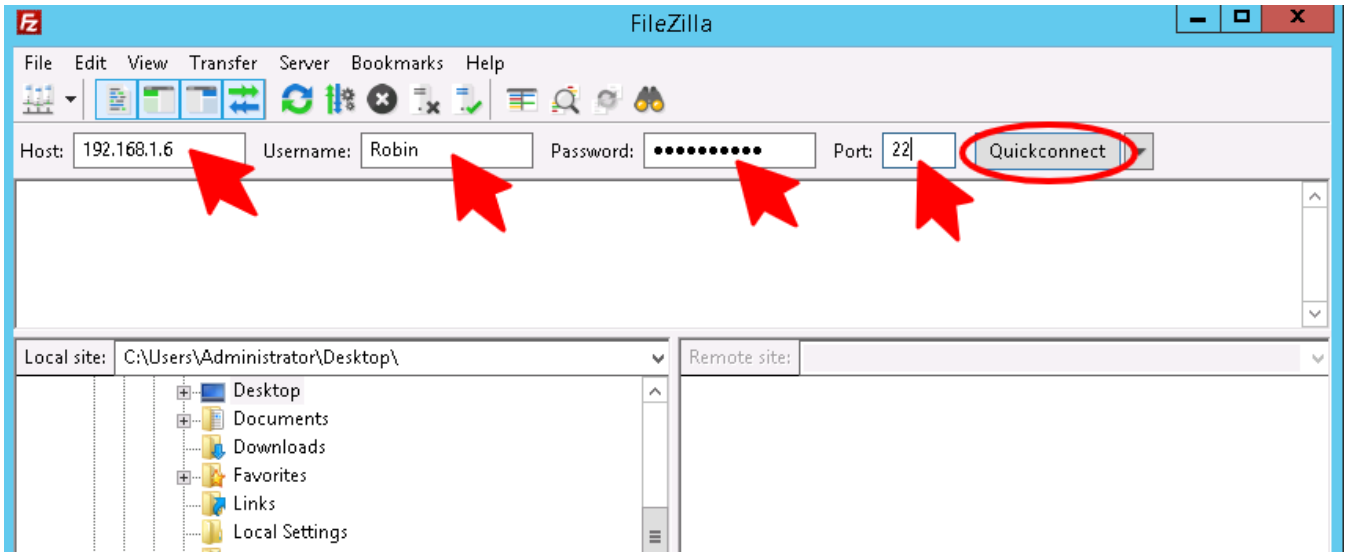 FileZilla
File Edit View Transfer Server Bookmarks Help
Host: 192.168.1.6 Username: Robin Password: ●●●●●●●●●● Port: 22 Quickconnect
Local site: C:\Users\Administrator\Desktop\ Remote site:
Desktop
Documents
Downloads
Favorites
Links
Local Settings